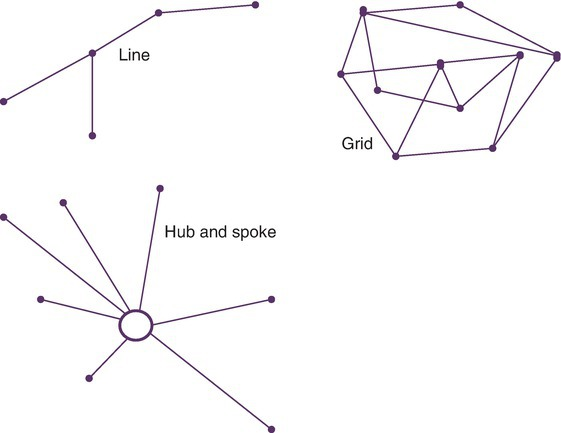 Line
Grid
Hub and spoke